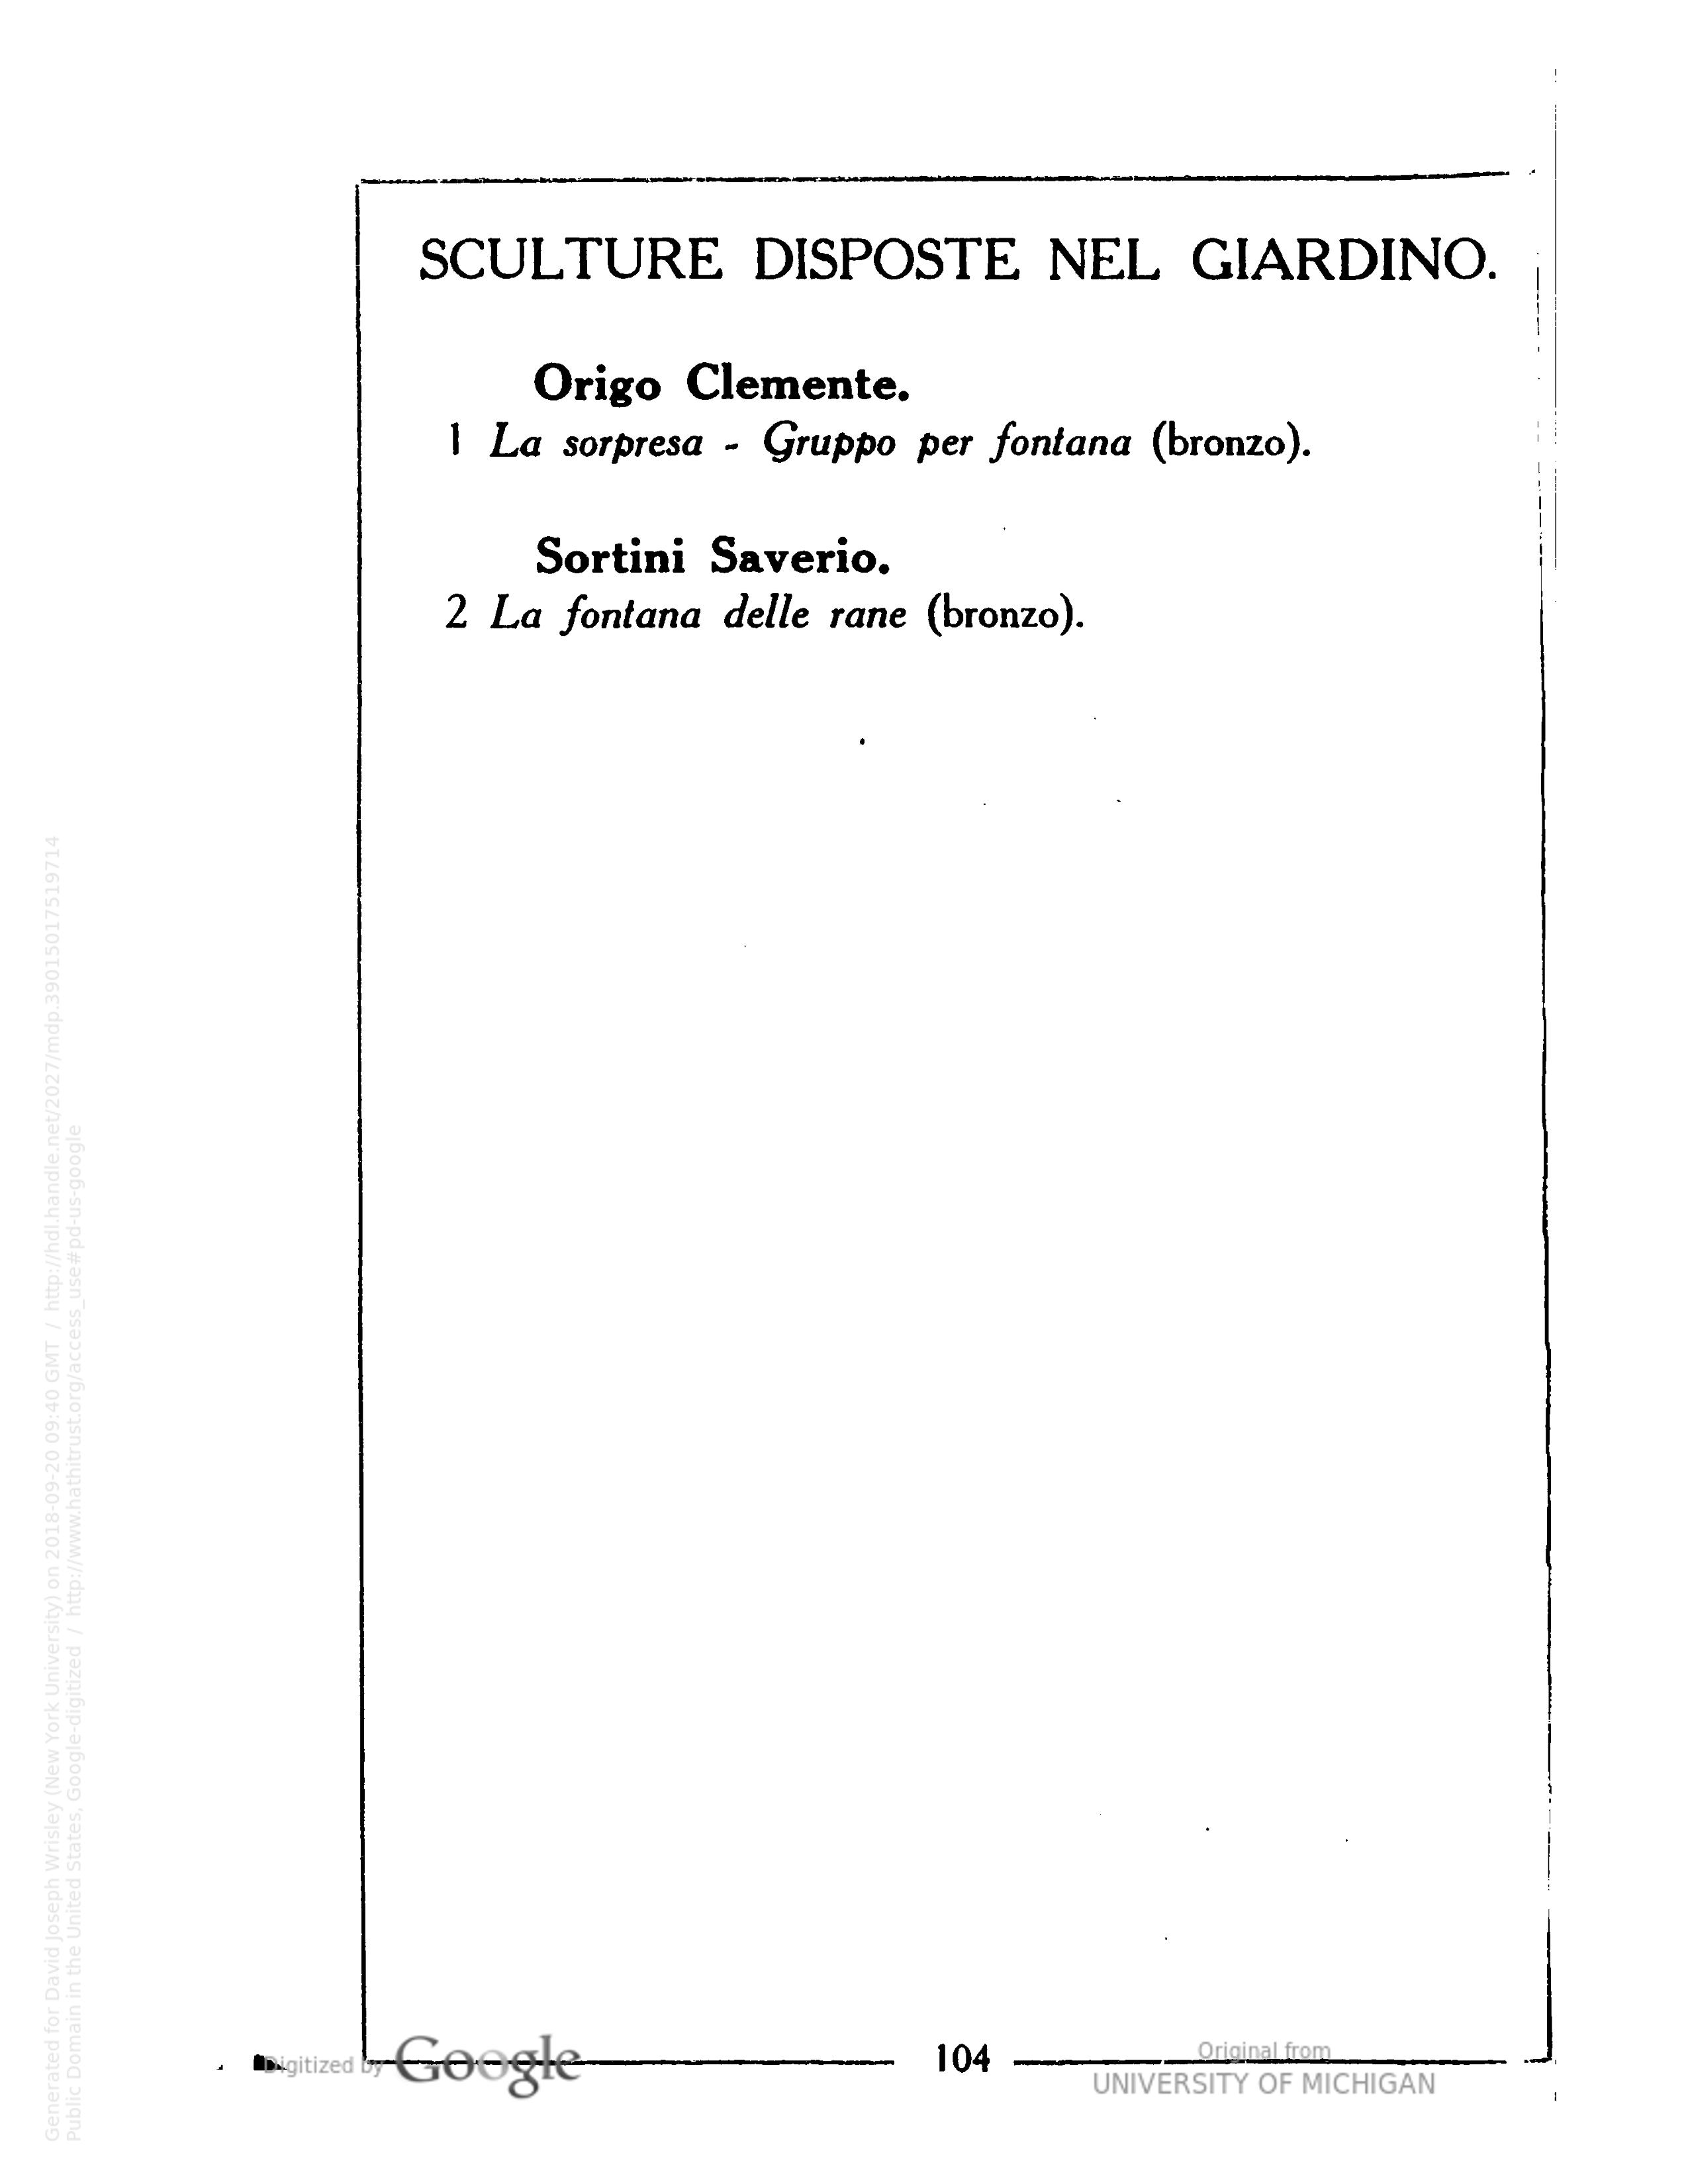 SCULTURE DISPOSTE NEL GIARDINO.
Origo Clemente.
1 La sorpresa - Gruppo per fontana (bronzo).
Sortini Saverio.
2 La fontana delle rane (bronzo).
104
Digitized by Google
Original from
UNIVERSITY OF MICHIGAN
Generated for David Joseph Wrisley (New York University) on 2018-09-20 09:40 GMT / http://hdl.handle.net/2027/mdp.39015017519714
Public Domain in the United States, Google-digitized / http://www.hathitrust.org/access_use#pd-us-google